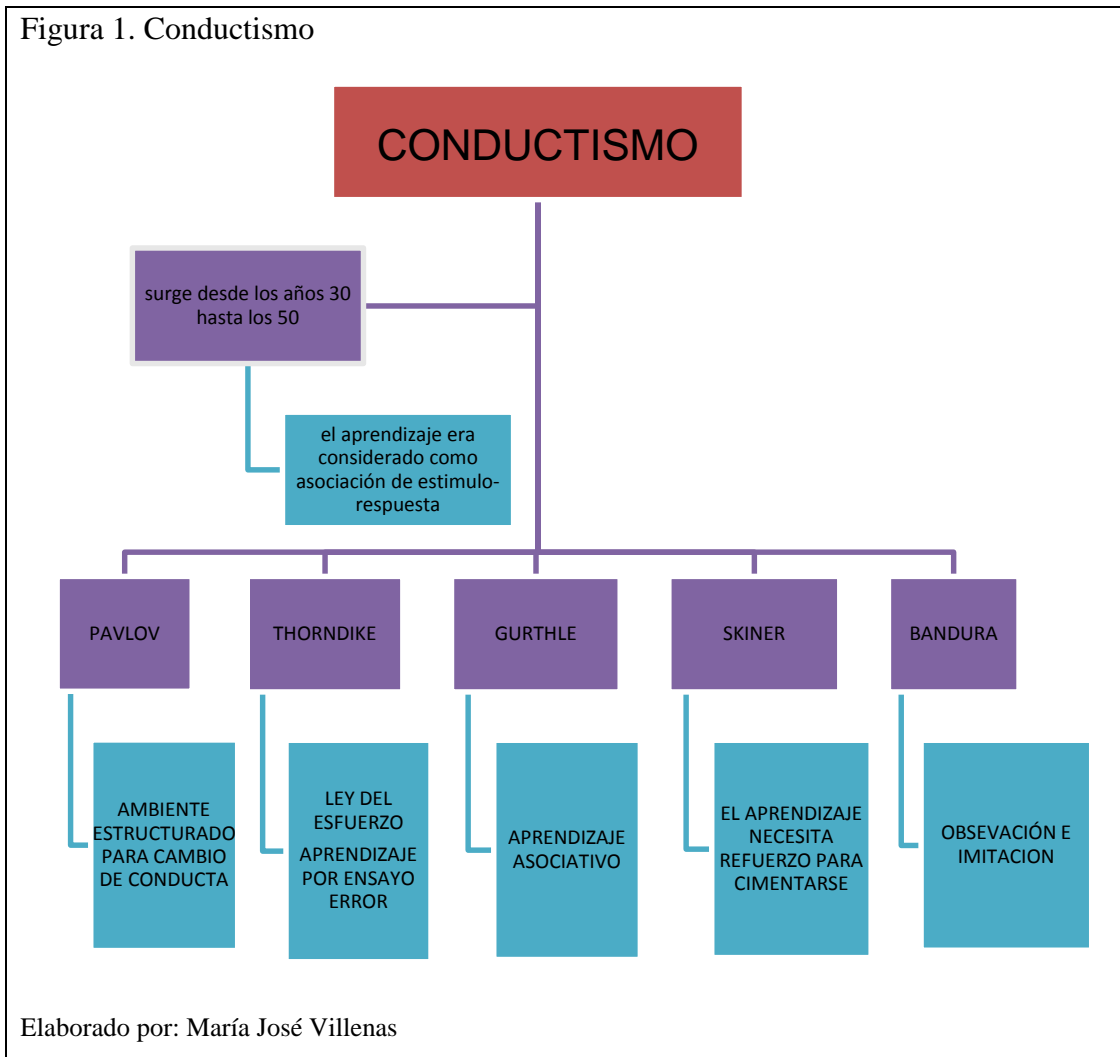 Figura 1. Conductismo
CONDUCTISMO
surge desde los años 30
hasta los 50
el aprendizaje era
considerado como
asociación de estimulo-
respuesta
PAVLOV
THORNDIKE
GURTHLE
SKINER
BANDURA
AMBIENTE
ESTRUCTURADO
PARA CAMBIO
DE CONDUCTA
LEY DEL
ESFUERZO
APRENDIZAJE
POR ENSAYO
ERROR
APRENDIZAJE
ASOCIATIVO
EL APRENDIZAJE
NECESITA
REFUERZO PARA
CIMENTARSE
OBSEVACIÓN E
IMITACION
Elaborado por: María José Villenas